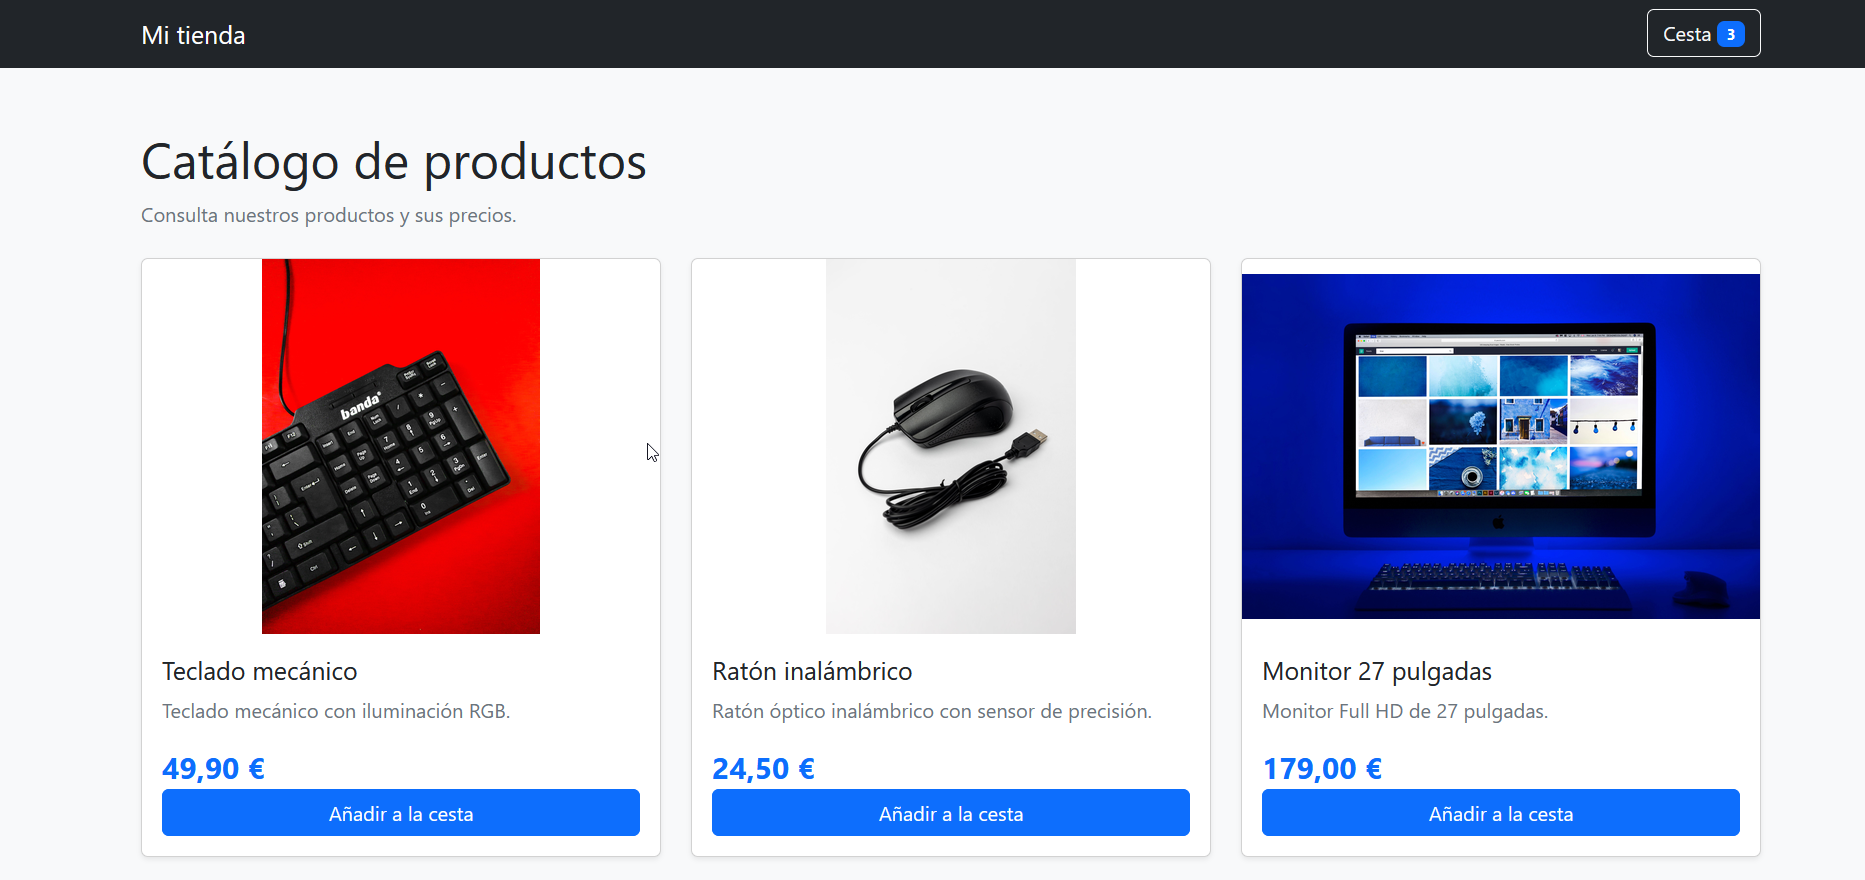 Mi tienda
Cesta 3
Catálogo de productos
Consulta nuestros productos y sus precios.
banda
Teclado mecánico
Teclado mecánico con iluminación RGB.
49,90 €
Añadir a la cesta
Ratón inalámbrico
Ratón óptico inalámbrico con sensor de precisión.
24,50 €
Añadir a la cesta
Monitor 27 pulgadas
Monitor Full HD de 27 pulgadas.
179,00 €
Añadir a la cesta